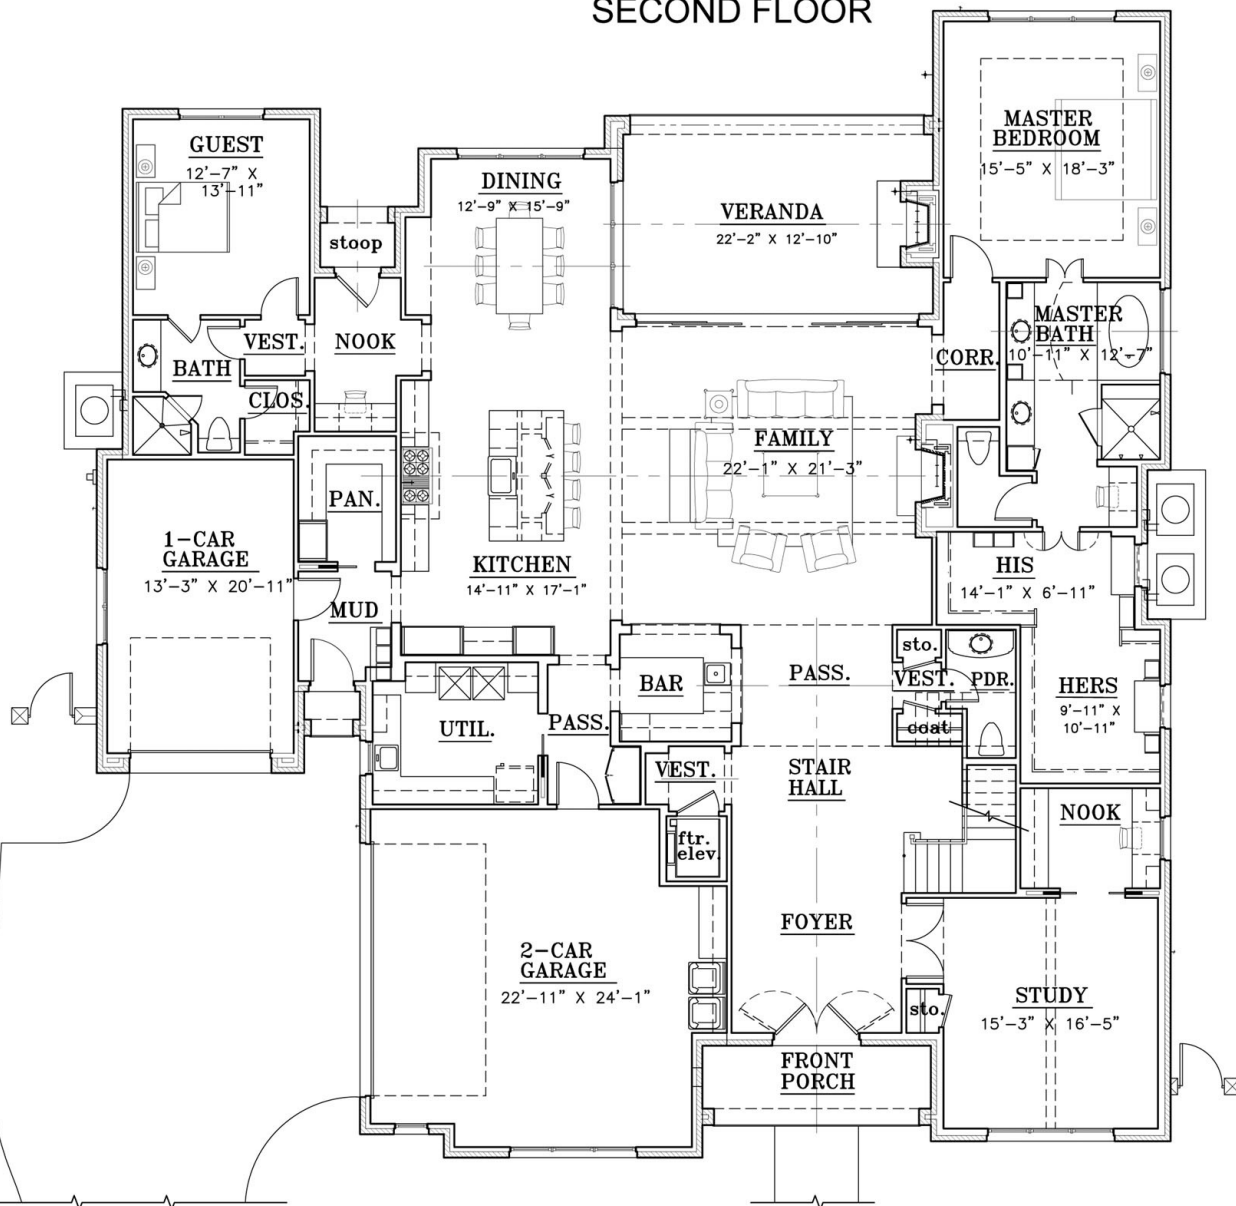 SECOND FLOOR
GUEST
12'-7" X
13'-11"
stoop
DINING
12'-9" X 15'-9"
VERANDA
22'-2" X 12'-10"
MASTER
BEDROOM
15'-5" X 18'-3"
VEST.
NOOK
BATH
CLOS.
CORR.
MASTER
BATH
10'-11" X 12'-7"
FAMILY
22'-1" X 21'-3"
PAN.
1-CAR
GARAGE
13'-3" X 20'-11"
KITCHEN
14'-11" X 17'-1"
HIS
14'-1" X 6'-11"
MUD
sto.
PASS.
VEST.
PDR.
BAR
HERS
9'-11" X
10'-11"
UTIL.
PASS.
coat
VEST.
STAIR
HALL
NOOK
ftr.
elev.
FOYER
2-CAR
GARAGE
22'-11" X 24'-1"
STUDY
15'-3" X 16'-5"
sto.
FRONT
PORCH